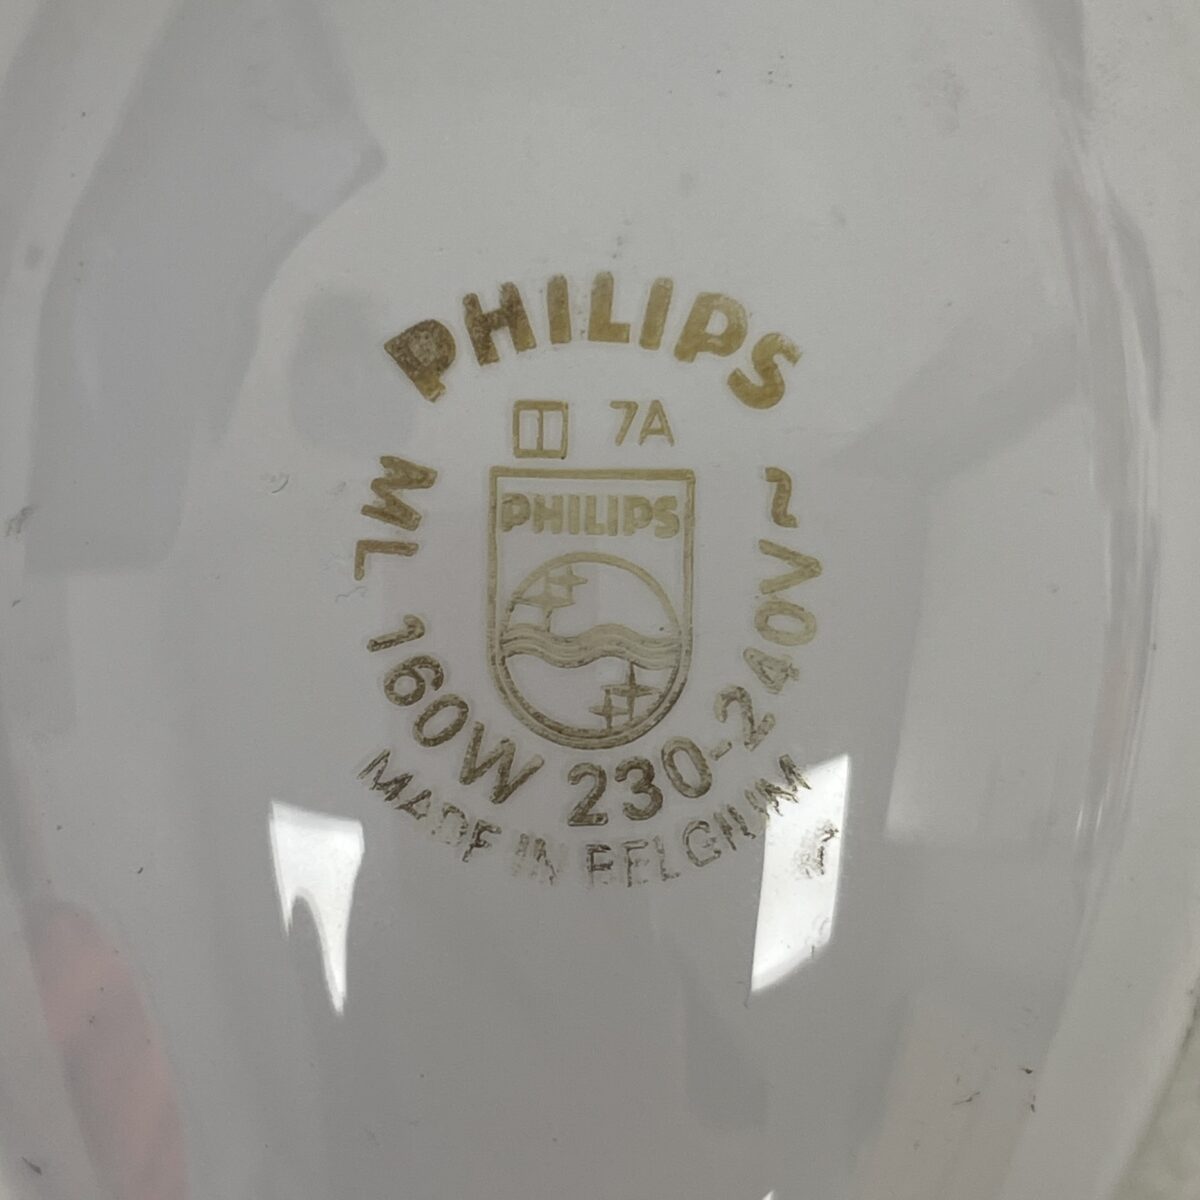 PHILIPS
7A
PHILIPS
ML 160W 230-240V~
MADE IN BELGIUM